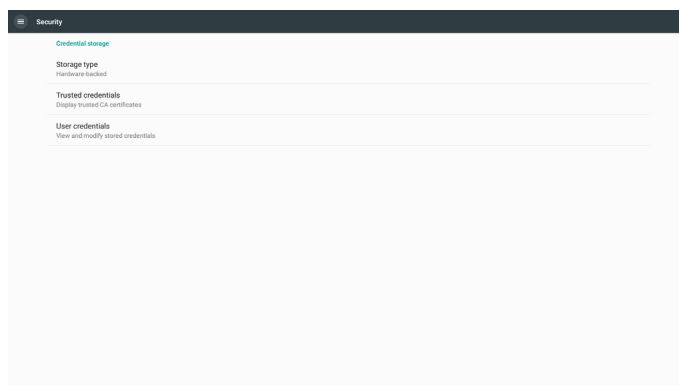 Security
Credential storage
Storage type
Hardware-backed
Trusted credentials
Display trusted CA certificates
User credentials
View and modify stored credentials